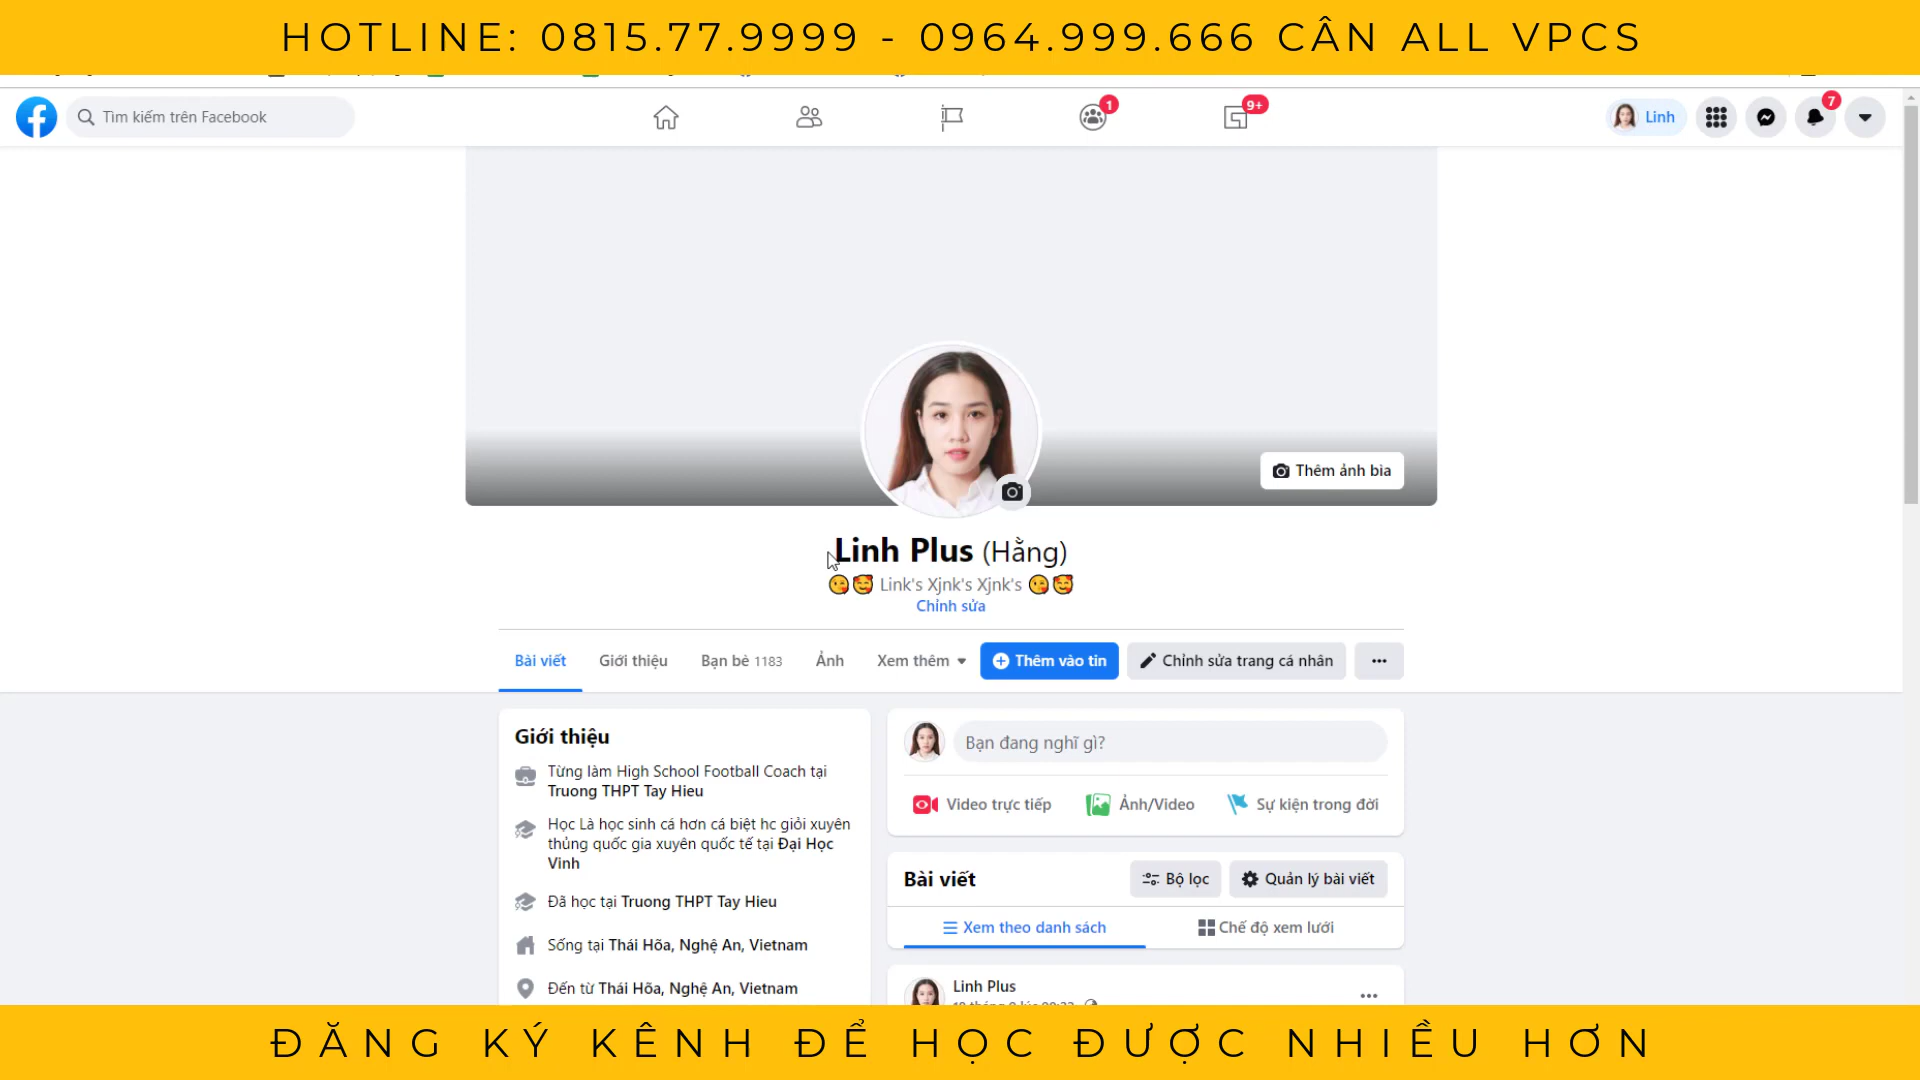 HOTLINE: 0815.77.9999 - 0964.999.666 CÂN ALL VPCS
Tìm kiếm trên Facebook
1
9+
Linh
7
Thêm ảnh bìa
Linh Plus (Hằng)
😘🥰 Link's Xjnk's Xjnk's 😘🥰
Chỉnh sửa
Bài viết
Giới thiệu
Bạn bè 1183
Ảnh
Xem thêm
Thêm vào tin
Chỉnh sửa trang cá nhân
Giới thiệu
Từng làm High School Football Coach tại
Truong THPT Tay Hieu
Học Là học sinh cá hơn cá biệt hc giỏi xuyên
thủng quốc gia xuyên quốc tế tại Đại Học
Vinh
Đã học tại Truong THPT Tay Hieu
Sống tại Thái Hõa, Nghệ An, Vietnam
Đến từ Thái Hõa, Nghệ An, Vietnam
Bạn đang nghĩ gì?
Video trực tiếp
Ảnh/Video
Sự kiện trong đời
Bài viết
Bộ lọc
Quản lý bài viết
Xem theo danh sách
Chế độ xem lưới
Linh Plus
ĐĂNG KÝ KÊNH ĐỂ HỌC ĐƯỢC NHIỀU HƠN